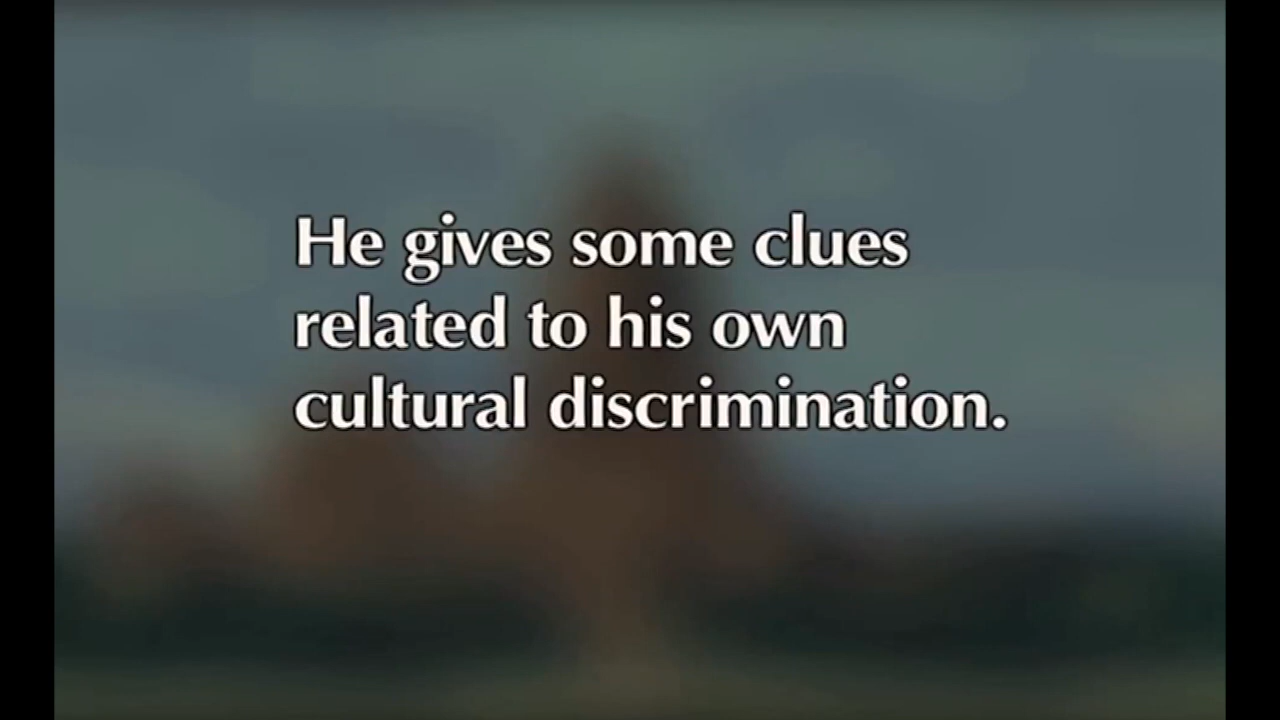 He gives some clues
related to his own
cultural discrimination.